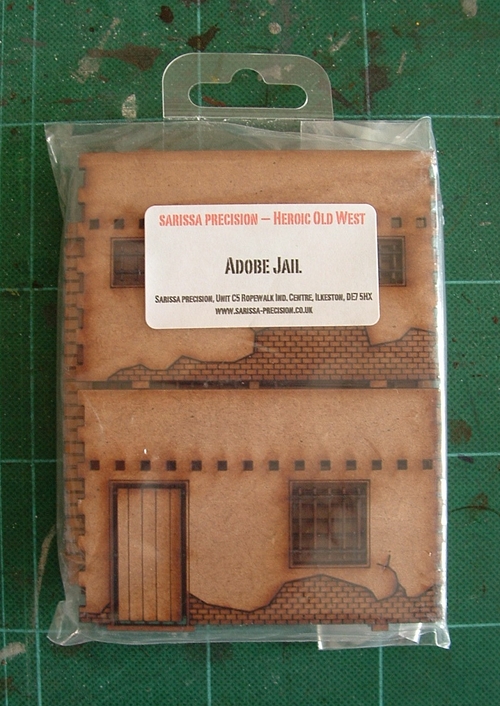 SARISSA PRECISION – HEROIC OLD WEST
ADOBE JAIL
SARISSA PRECISION, UNIT C5 ROPEWALK IND. CENTRE, ILKESTON, DE7 5HX
WWW.SARISSA-PRECISION.CO.UK